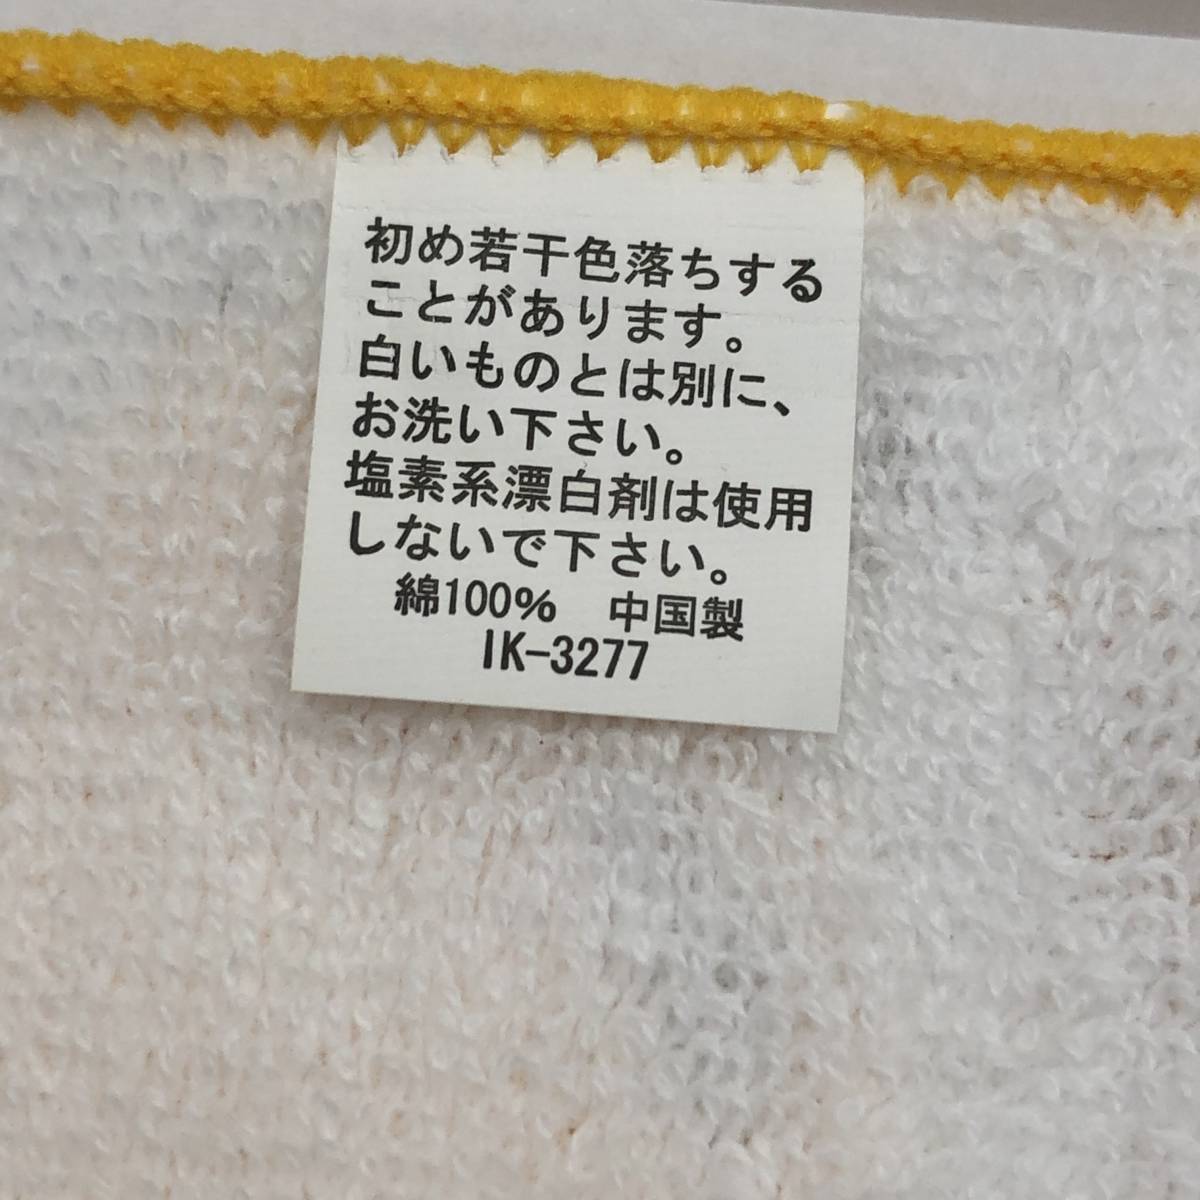 初め若干色落ちする
ことがあります。
白いものとは別に、
お洗い下さい。
塩素系漂白剤は使用
しないで下さい。
綿100%　中国製
IK-3277